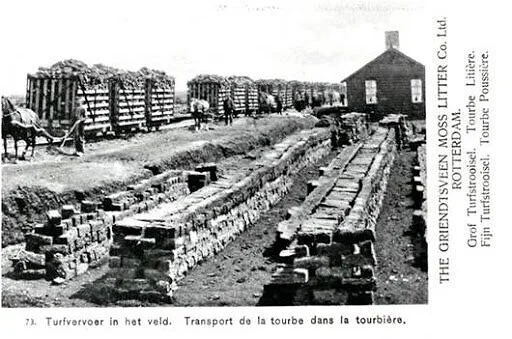 73. Turfvervoer in het veld. Transport de la tourbe dans la tourbière.
THE GRIENDTSVEEN MOSS LITTER Co. Ltd.
ROTTERDAM.
Grof Turfstrooisel. Tourbe Litière.
Fijn Turfstrooisel. Tourbe Poussière.